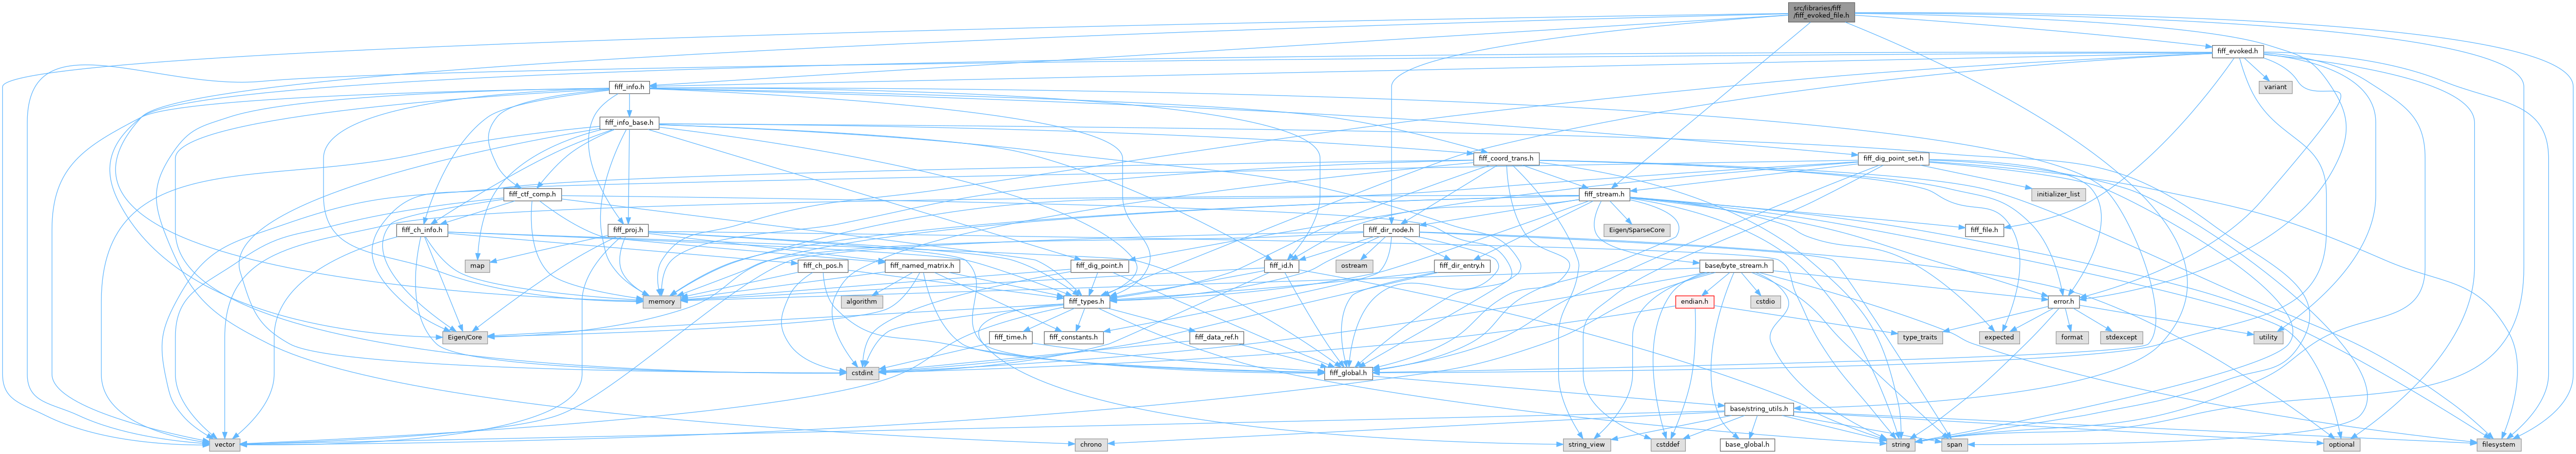 src/libraries/fiff
/fiff_evoked_file.h
fiff_evoked.h
fiff_info.h
variant
fiff_info_base.h
fiff_coord_trans.h
fiff_dig_point_set.h
fiff_ctf_comp.h
fiff_stream.h
initializer_list
fiff_ch_info.h
fiff_proj.h
fiff_dir_node.h
Eigen/SparseCore
fiff_file.h
map
fiff_ch_pos.h
fiff_named_matrix.h
fiff_dig_point.h
fiff_id.h
ostream
fiff_dir_entry.h
base/byte_stream.h
memory
algorithm
fiff_types.h
endian.h
cstdio
error.h
Eigen/Core
fiff_time.h
fiff_constants.h
fiff_data_ref.h
type_traits
expected
format
stdexcept
utility
cstdint
fiff_global.h
base/string_utils.h
vector
chrono
string_view
cstddef
base_global.h
string
span
optional
filesystem